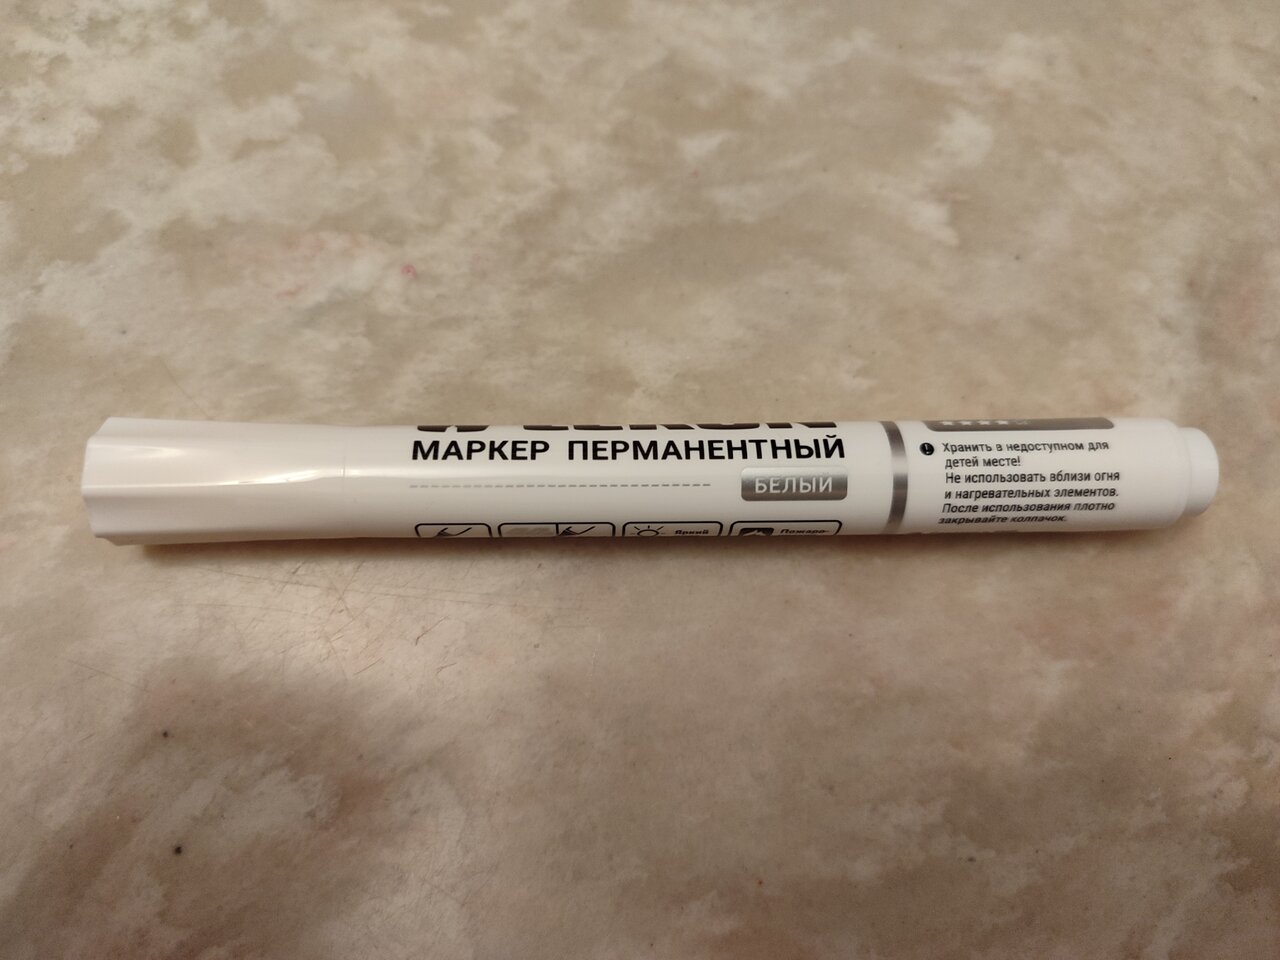 МАРКЕР ПЕРМАНЕНТНЫЙ
БЕЛЫЙ
Яркий
Пожаро-
Хранить в недоступном для
детей месте!
Не использовать вблизи огня
и нагревательных элементов.
После использования плотно
закрывайте колпачок.